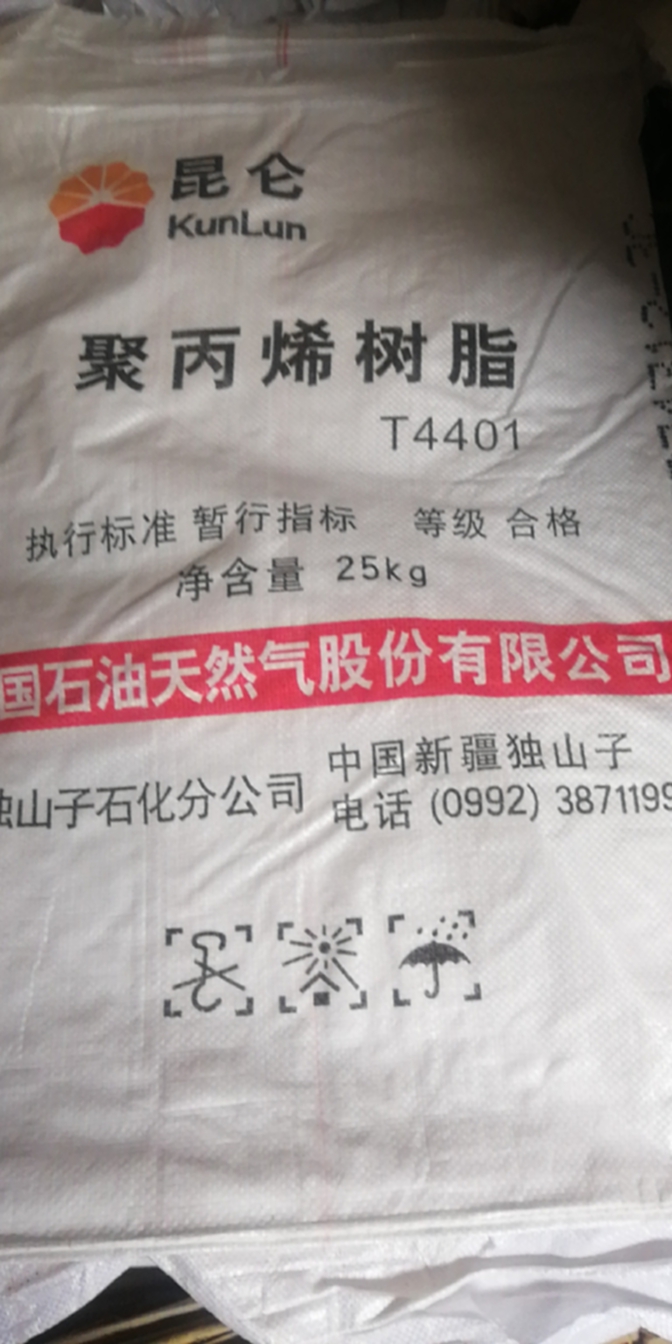 昆仑
KunLun
聚丙烯树脂
T4401
执行标准 暂行指标 等级 合格
净含量 25kg
国石油天然气股份有限公司
山子石化分公司
中国新疆独山子
电话 (0992) 3871199